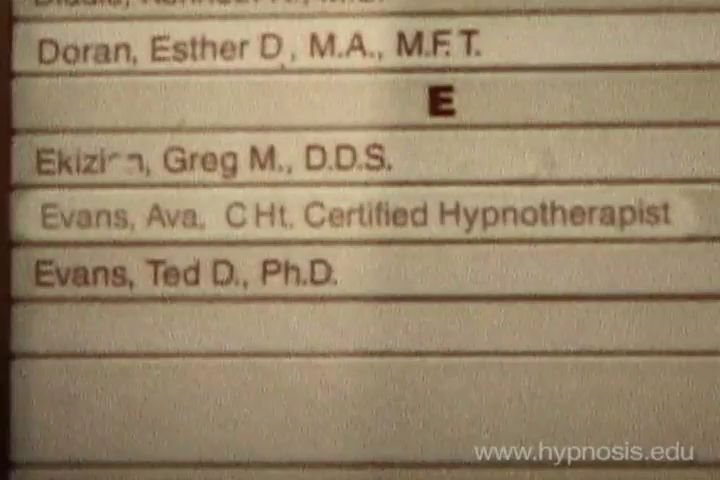 Doran, Esther D., M.A., M.F.T.
E
Greg M., D.D.S.
Evans, Ava, C Ht. Certified Hypnotherapist
Evans, Ted D., Ph.D.
www.hypnosis.edu